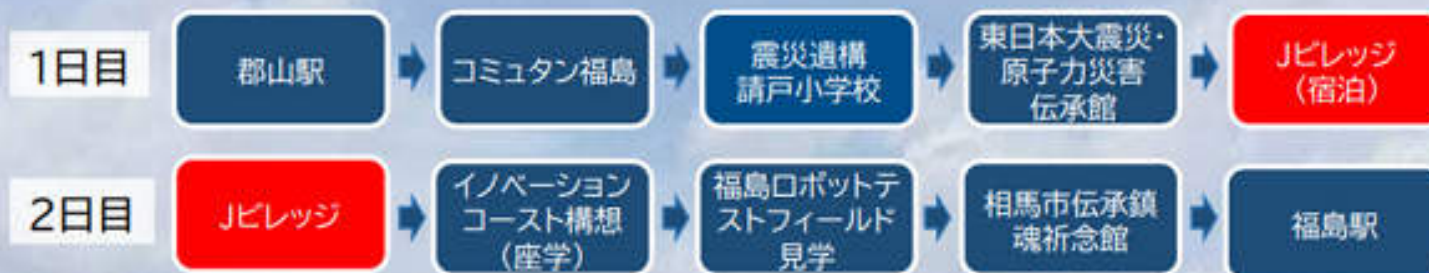 1日目
郡山駅
コミュタン福島
震災遺構
請戸小学校
東日本大震災・
原子力災害
伝承館
Jビレッジ
（宿泊）
2日目
Jビレッジ
イノベーション
コースト構想
（座学）
福島ロボットテ
ストフィールド
見学
相馬市伝承鎮
魂祈念館
福島駅